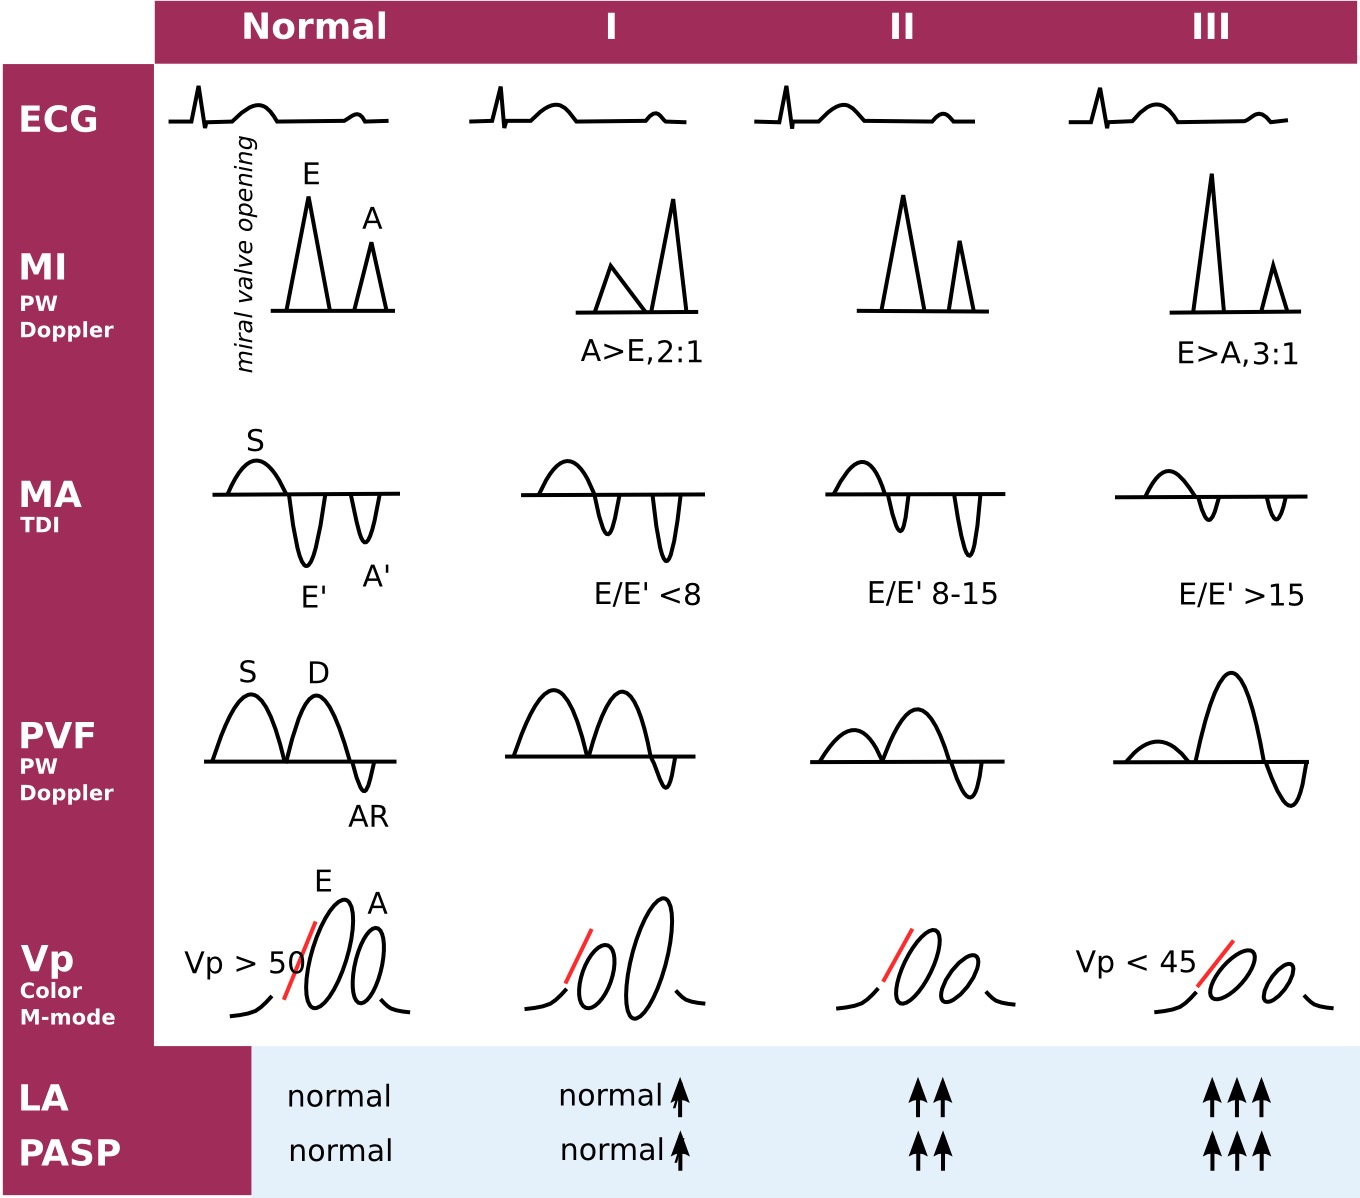 Normal I II III
ECG
miral valve opening
E
A
MI
PW
Doppler
A>E,2:1
E>A,3:1
S
MA
TDI
E'
A'
E/E' <8
E/E' 8-15
E/E' >15
S D
PVF
PW
Doppler
AR
E
A
Vp
Color
M-mode
Vp > 50
Vp < 45
LA normal normal
PASP normal normal